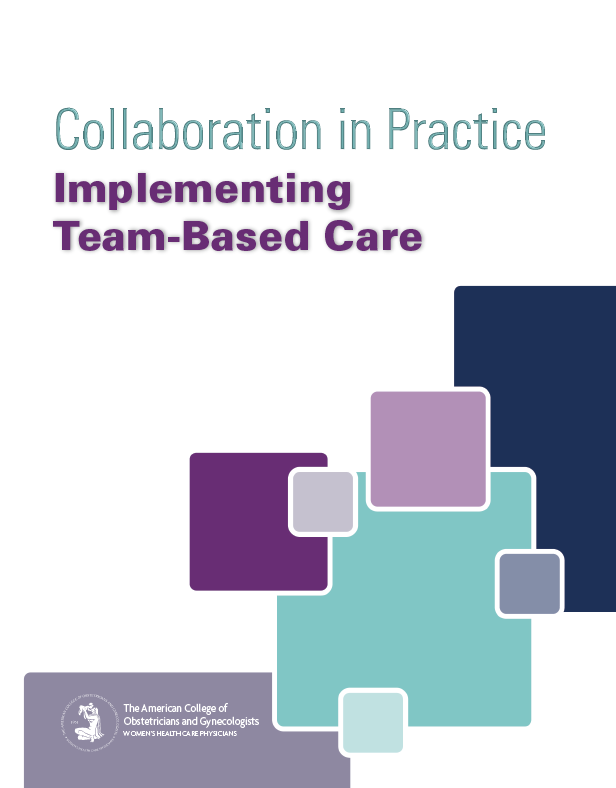 Collaboration in Practice
Implementing
Team-Based Care
The American College of
Obstetricians and Gynecologists
WOMEN'S HEALTH CARE PHYSICIANS